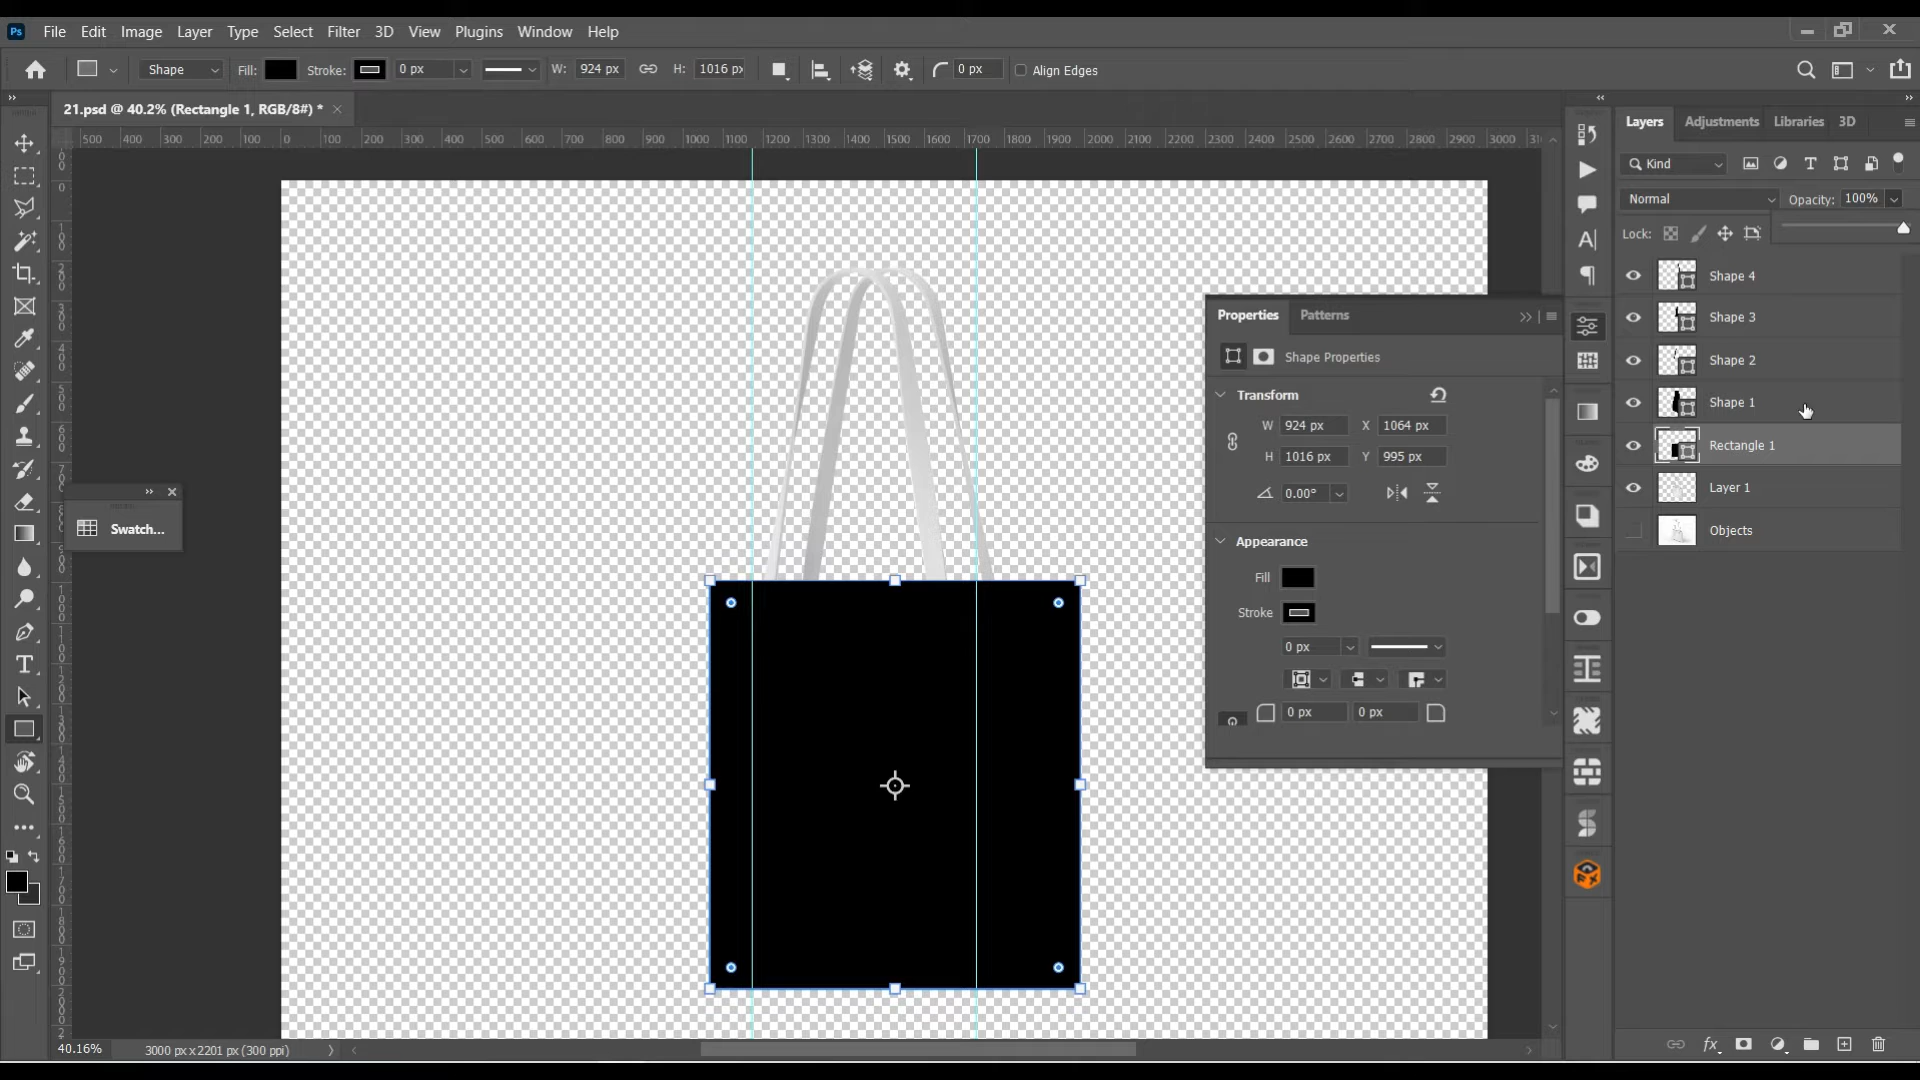 Ps File Edit Image Layer Type Select Filter 3D View Plugins Window Help
Shape Fill: Stroke: 0 px W: 924 px H: 1016 px 0 px Align Edges
21.psd @ 40.2% (Rectangle 1, RGB/8#) *
500 400 300 200 100 0 100 200 300 400 500 600 700 800 900 1000 1100 1200 1300 1400 1500 1600 1700 1800 1900 2000 2100 2200 2300 2400 2500 2600 2700 2800 2900 3000
Swatch...
Properties Patterns
Shape Properties
Transform
W 924 px X 1064 px
H 1016 px Y 995 px
0.00°
Appearance
Fill
Stroke
0 px
0 px 0 px
Layers Adjustments Libraries 3D
Kind
Normal Opacity: 100%
Lock:
Shape 4
Shape 3
Shape 2
Shape 1
Rectangle 1
Layer 1
Objects
40.16% 3000 px x 2201 px (300 ppi)